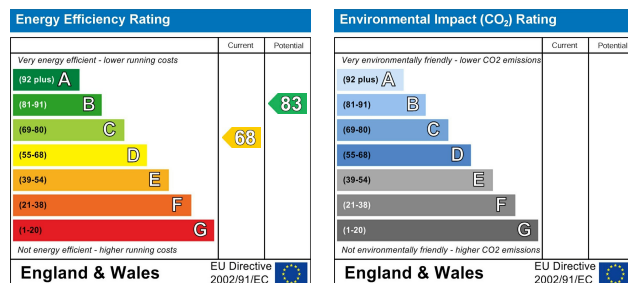 Energy Efficiency Rating
Current
Potential
Very energy efficient - lower running costs
(92 plus) A
(81-91) B
83
(69-80) C
68
(55-68) D
(39-54) E
(21-38) F
(1-20) G
Not energy efficient - higher running costs
England & Wales
EU Directive
2002/91/EC
Environmental Impact (CO2) Rating
Current
Potential
Very environmentally friendly - lower CO2 emissions
(92 plus) A
(81-91) B
(69-80) C
(55-68) D
(39-54) E
(21-38) F
(1-20) G
Not environmentally friendly - higher CO2 emissions
England & Wales
EU Directive
2002/91/EC